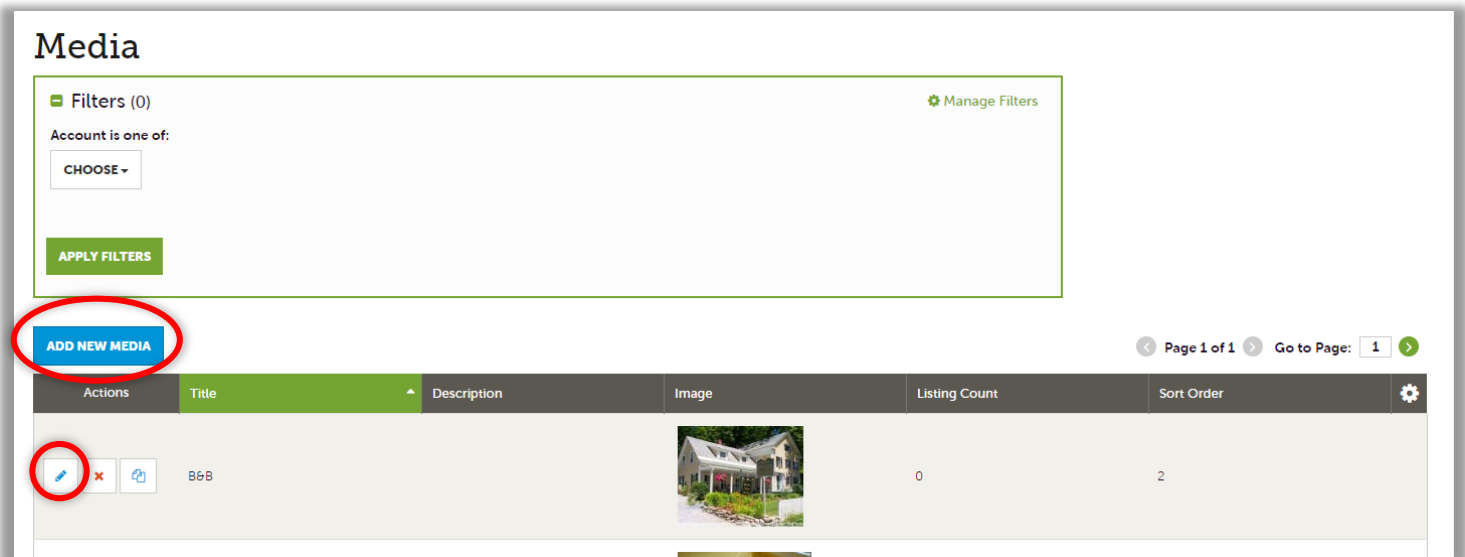 Media
Filters (0)
Manage Filters
Account is one of:
CHOOSE
APPLY FILTERS
ADD NEW MEDIA
Page 1 of 1 Go to Page: 1
Actions Title Description Image Listing Count Sort Order
B&B 0 2